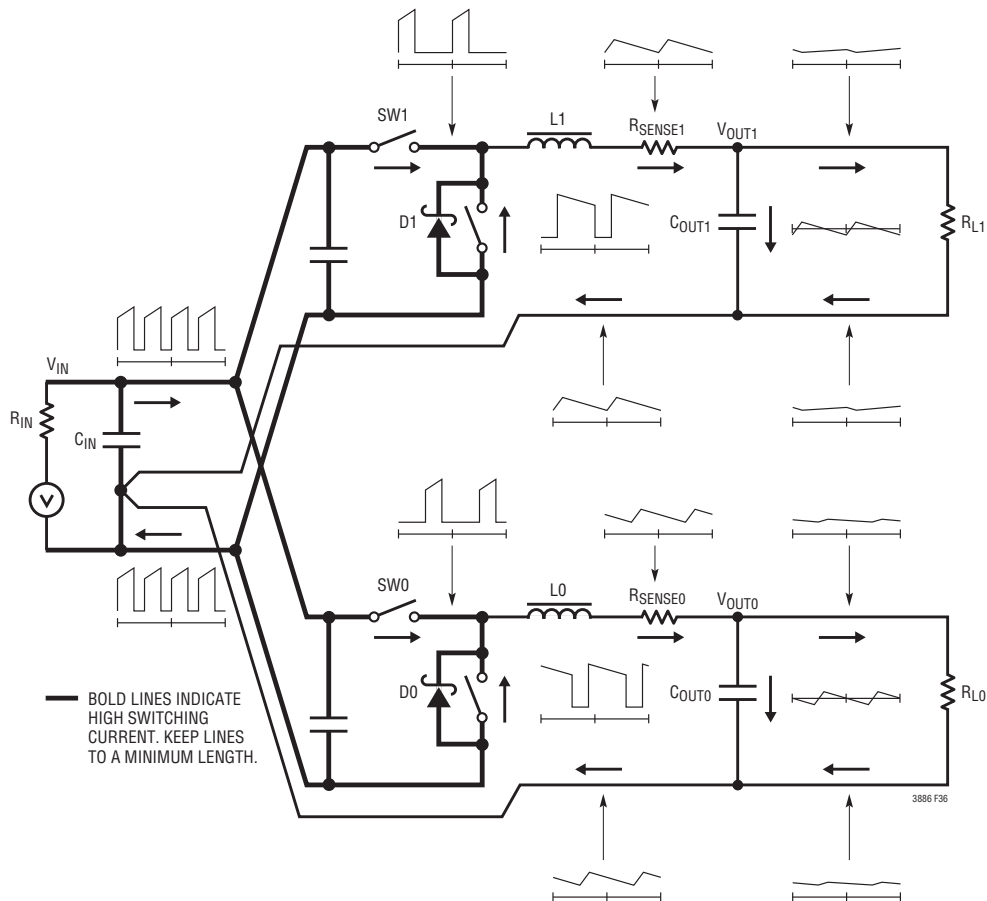 SW1
L1
RSENSE1
VOUT1
D1
COUT1
RL1
VIN
RIN
CIN
V
SW0
L0
RSENSE0
VOUT0
D0
COUT0
RL0
BOLD LINES INDICATE
HIGH SWITCHING
CURRENT. KEEP LINES
TO A MINIMUM LENGTH.
3886 F36